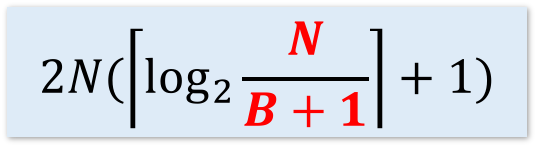 2N(⌈log₂ N/(B + 1)⌉ + 1)